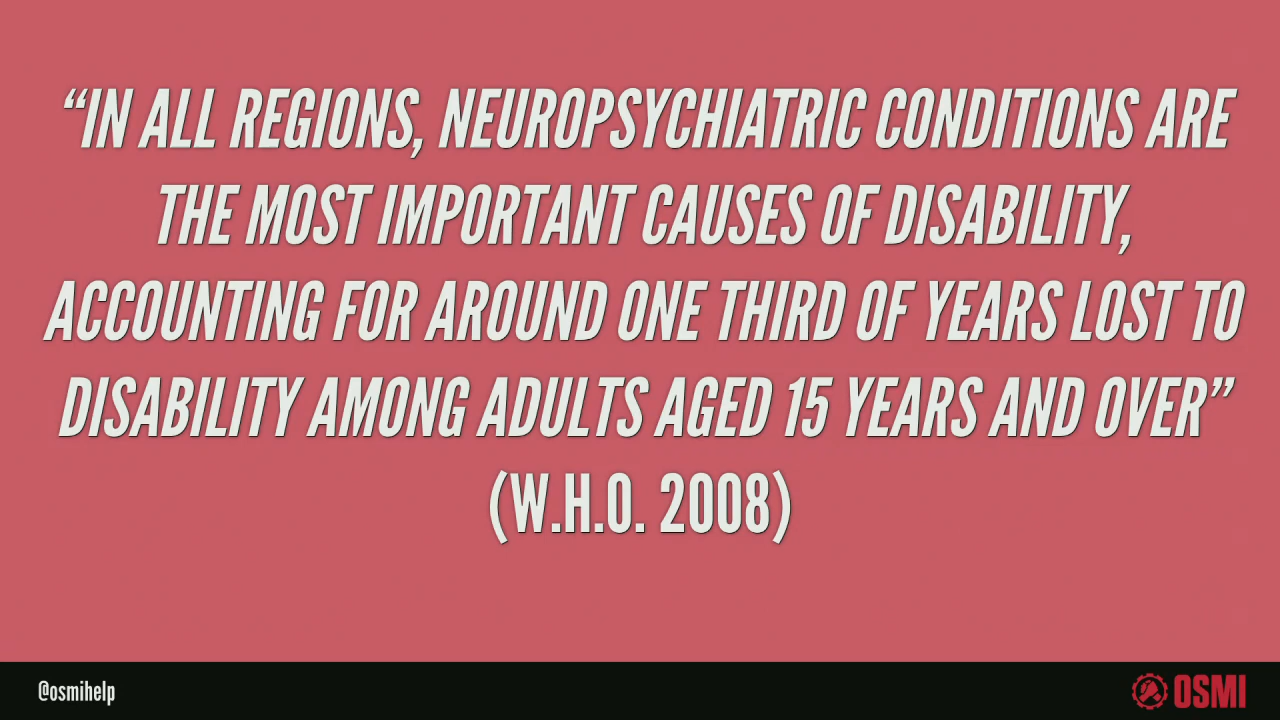 “IN ALL REGIONS, NEUROPSYCHIATRIC CONDITIONS ARE
THE MOST IMPORTANT CAUSES OF DISABILITY,
ACCOUNTING FOR AROUND ONE THIRD OF YEARS LOST TO
DISABILITY AMONG ADULTS AGED 15 YEARS AND OVER”
(W.H.O. 2008)
@osmihelp
OSMI